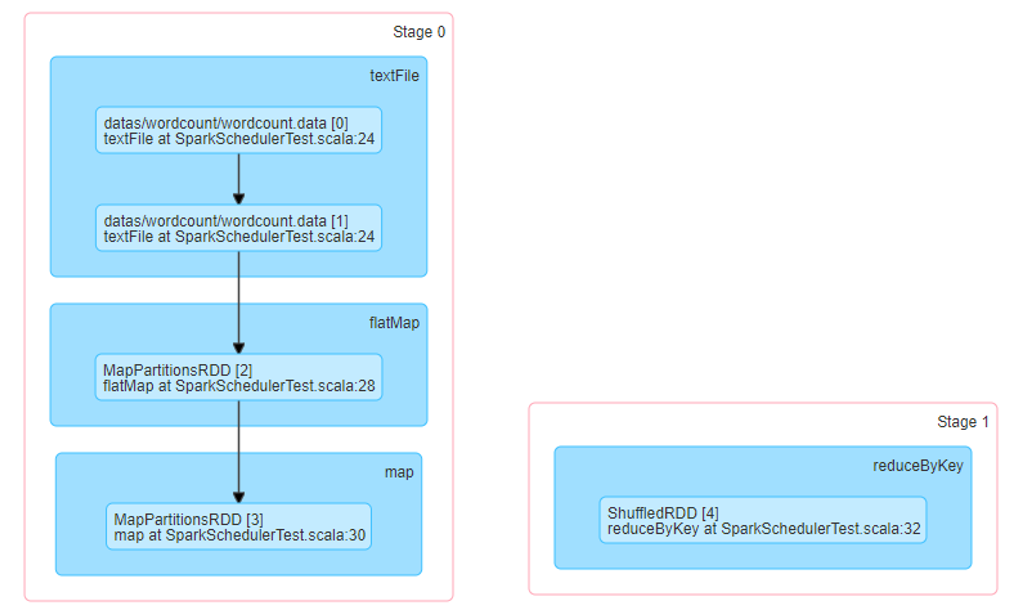 Stage 0
textFile
datas/wordcount/wordcount.data [0]
textFile at SparkSchedulerTest.scala:24
datas/wordcount/wordcount.data [1]
textFile at SparkSchedulerTest.scala:24
flatMap
MapPartitionsRDD [2]
flatMap at SparkSchedulerTest.scala:28
map
MapPartitionsRDD [3]
map at SparkSchedulerTest.scala:30
Stage 1
reduceByKey
ShuffledRDD [4]
reduceByKey at SparkSchedulerTest.scala:32